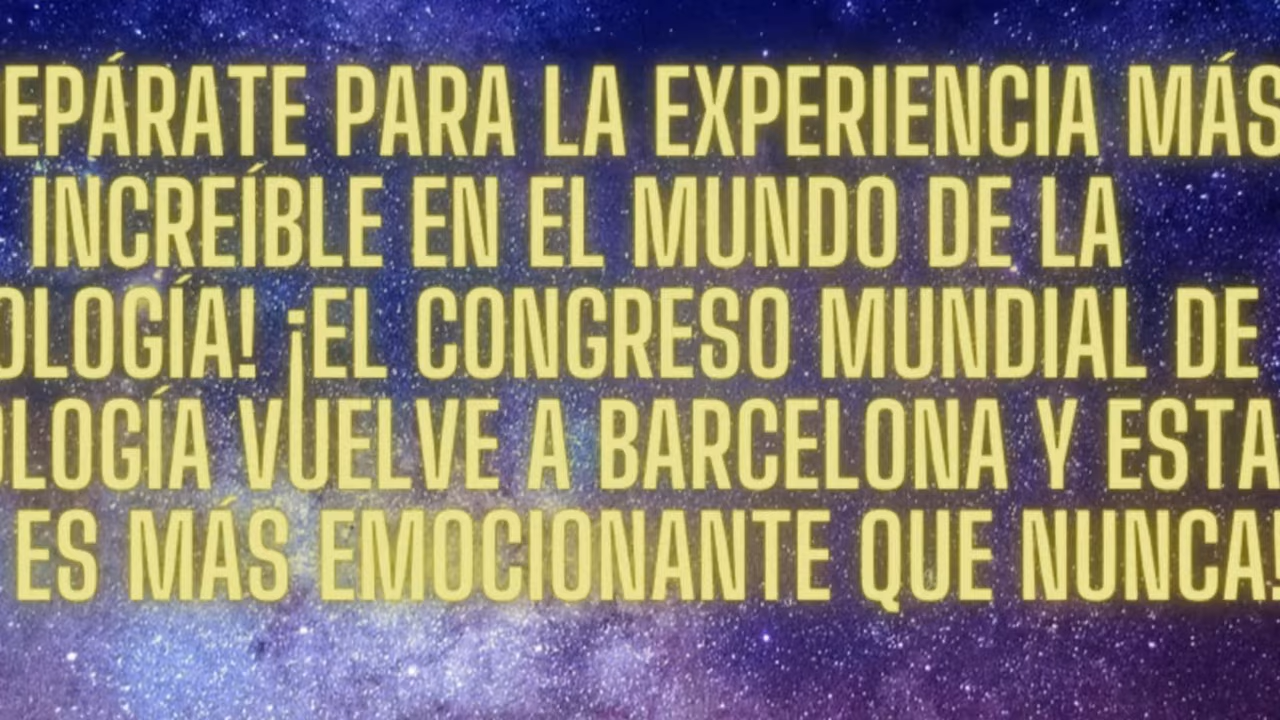 EPÁRATE PARA LA EXPERIENCIA MÁS
INCREÍBLE EN EL MUNDO DE LA
OLOGÍA! ¡EL CONGRESO MUNDIAL DE
OLOGÍA VUELVE A BARCELONA Y ESTA
ES MÁS EMOCIONANTE QUE NUNCA!